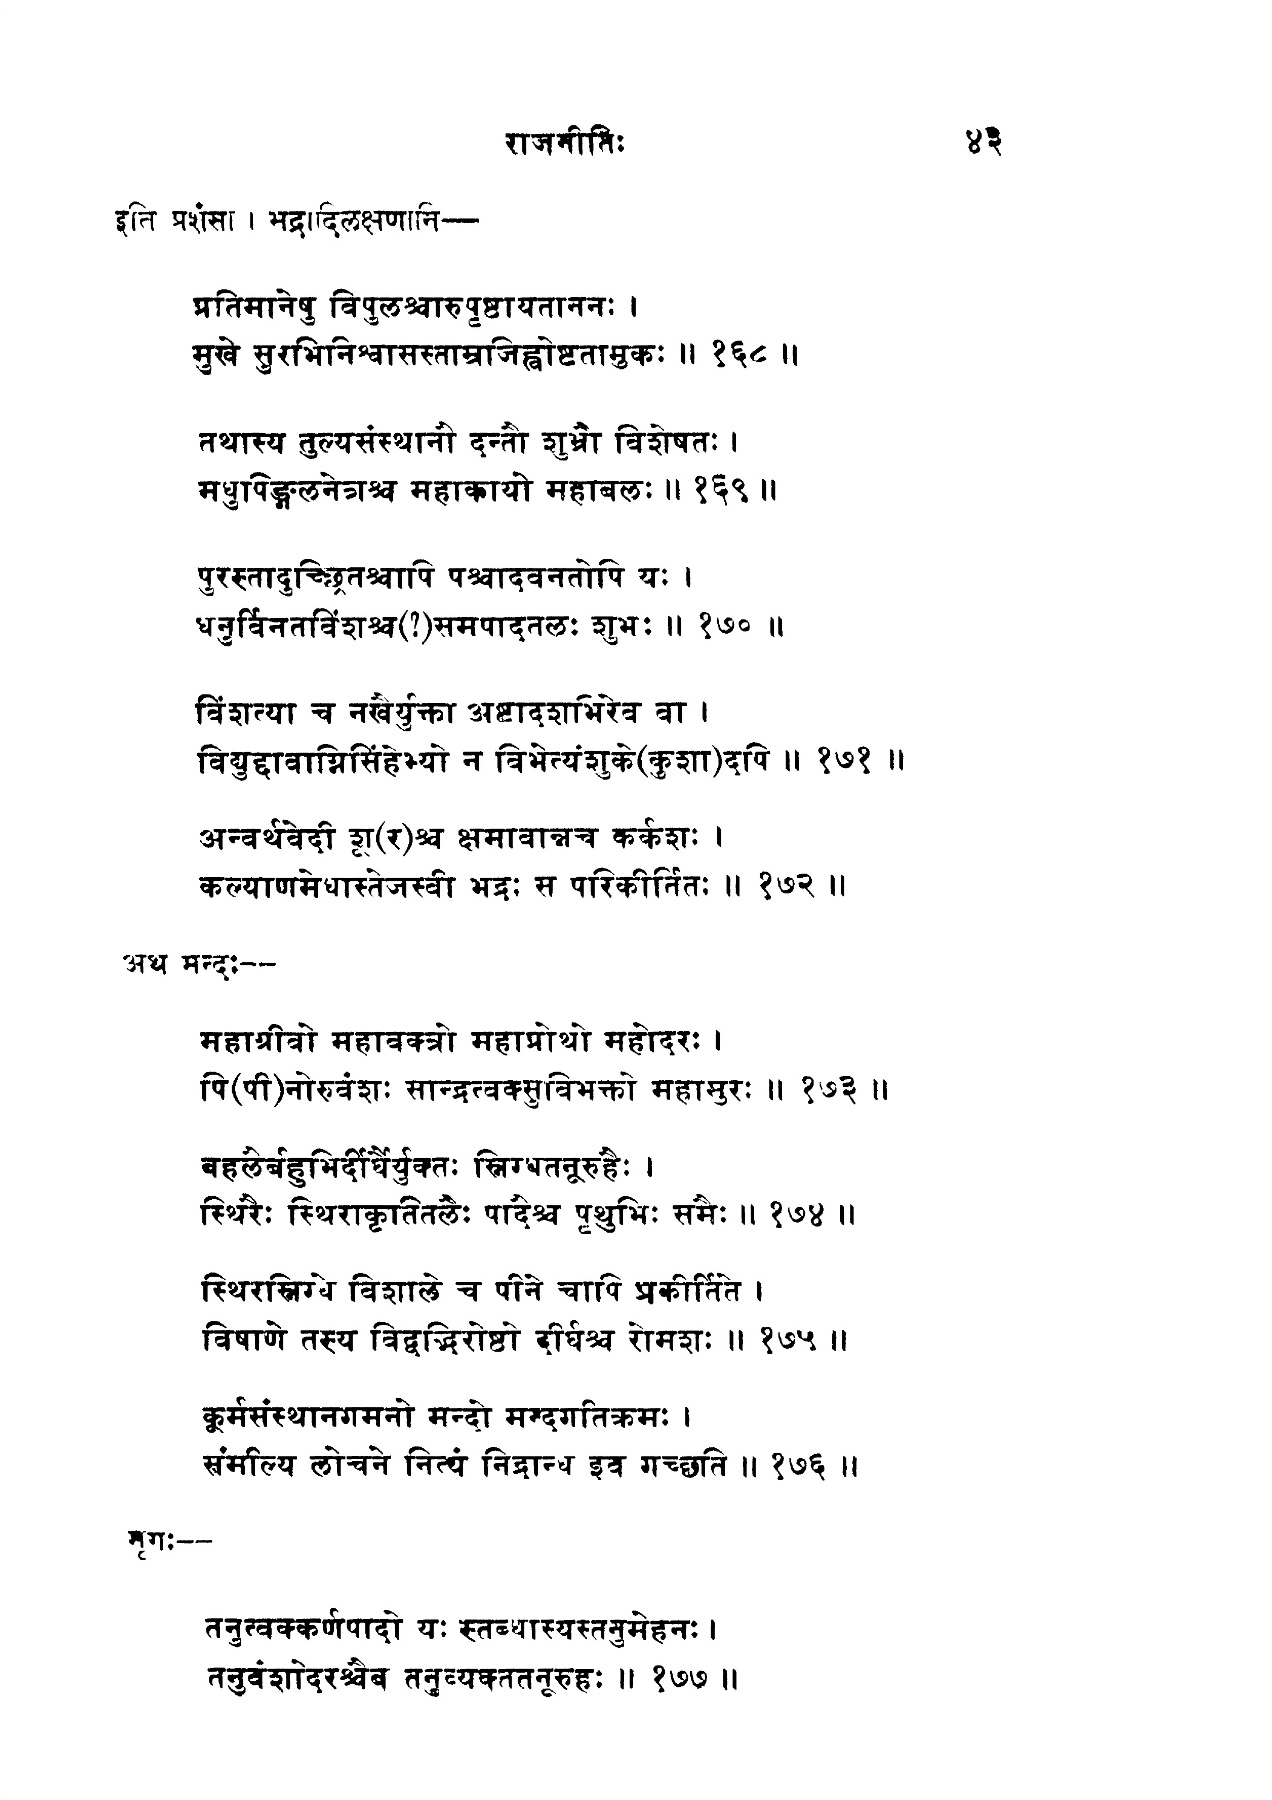 राजनीतिः ४३
इति प्रशंसा । भद्रादिलक्षणानि—
प्रतिमानेषु विपुलश्चारुपृष्ठायताननः ।
मुखे सुरभिनिश्वासस्ताम्रजिह्वोष्टतामुकः ॥ १६८ ॥
तथास्य तुल्यसंस्थानौ दन्तौ शुभ्रौ विशेषतः ।
मधुपिङ्गलनेत्रश्च महाकायो महाबलः ॥ १६९ ॥
पुरस्तादुच्छ्रितश्चापि पश्चादवनतोपि यः ।
धनुर्विनतविंशश्च(?)समपादतलः शुभः ॥ १७० ॥
विंशत्या च नखैर्युक्ता अष्टादशभिरेव वा ।
वियुद्दावाग्निसिंहेभ्यो न विभेत्यंशुके(कुशा)दपि ॥ १७१ ॥
अन्वर्थवेदी शू(र)श्च क्षमावान्नच कर्कशः ।
कल्याणमेधास्तेजस्वी भद्रः स परिकीर्तितः ॥ १७२ ॥
अथ मन्दः--
महाग्रीवो महावक्त्रो महाप्रोथो महोदरः ।
पि(पी)नोरुवंशः सान्द्रत्वक्सुविभक्तो महासुरः ॥ १७३ ॥
बहलैर्बहुभिर्दीर्घैर्युक्तः स्निग्धतनूरुहैः ।
स्थिरैः स्थिराकृतितलैः पादैश्च पृथुभिः समैः ॥ १७४ ॥
स्थिरस्निग्धे विशाले च पीने चापि प्रकीर्तिते ।
विषाणे तस्य विद्वद्भिरोष्ठो दीर्घश्च रोमशः ॥ १७५ ॥
कूर्मसंस्थानगमनो मन्दो मन्दगतिक्रमः ।
संमील्यि लोचने नित्यं निद्रान्ध इव गच्छति ॥ १७६ ॥
मृगः--
तनुत्वक्कर्णपादो यः स्तब्धास्यस्तनुमेहनः ।
तनुवंशोदरश्चैव तनुव्यक्ततनूरुहः ॥ १७७ ॥